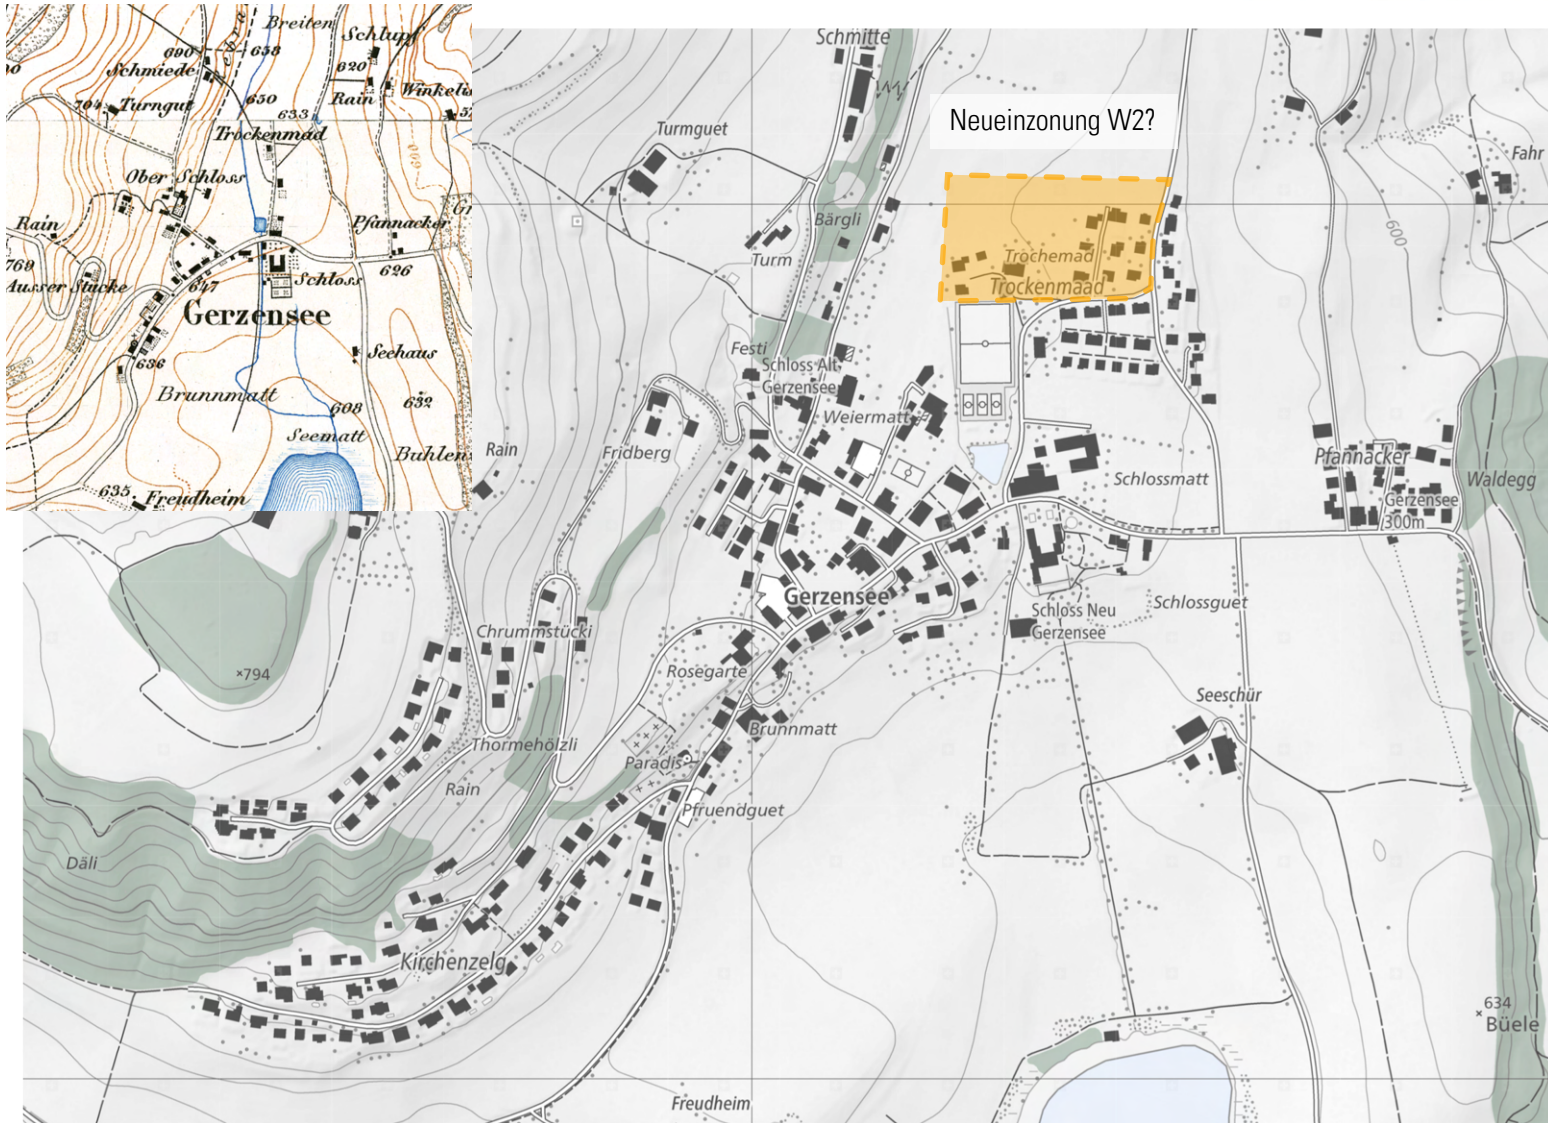 Breiten
Schlupf
690
658
Schmiede
620
704
Turngut
650
Rain
Winkeli
633
Trockenmad
Ober Schloss
Rain
Pfannacker
769
626
Ausser Stücke
647
Schloss
Gerzensee
636
Seehaus
Brunnmatt
608
632
Seematt
Buhlen
635
Freudheim
Schmitte
Neueinzonung W2?
Turmguet
Fahr
Bärgli
600
Turm
Trochemad
Trockenmaad
Festi
Schloss Alt
Gerzensee
Weiermatt
Rain
Fridberg
Schlossmatt
Pfannacker
Waldegg
Gerzensee
300m
Gerzensee
Schloss Neu
Gerzensee
Schlossguet
Chrummstücki
794
Rosegarte
Seeschür
Brunnmatt
Thormehölzli
Paradis
Rain
Pfruendguet
Däli
Kirchenzelg
634
Büele
Freudheim